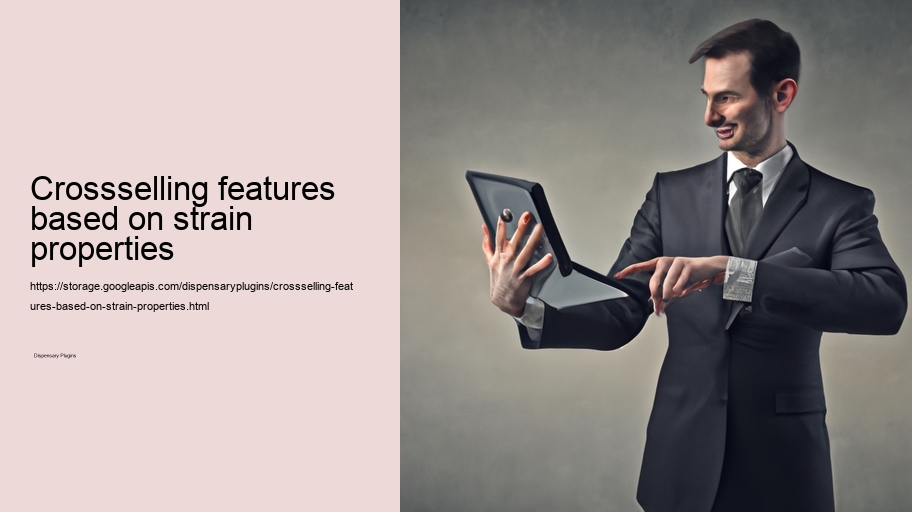 Crossselling features
based on strain
properties
https://storage.googleapis.com/dispensaryplugins/crossselling-feat
ures-based-on-strain-properties.html
Dispensary Plugins